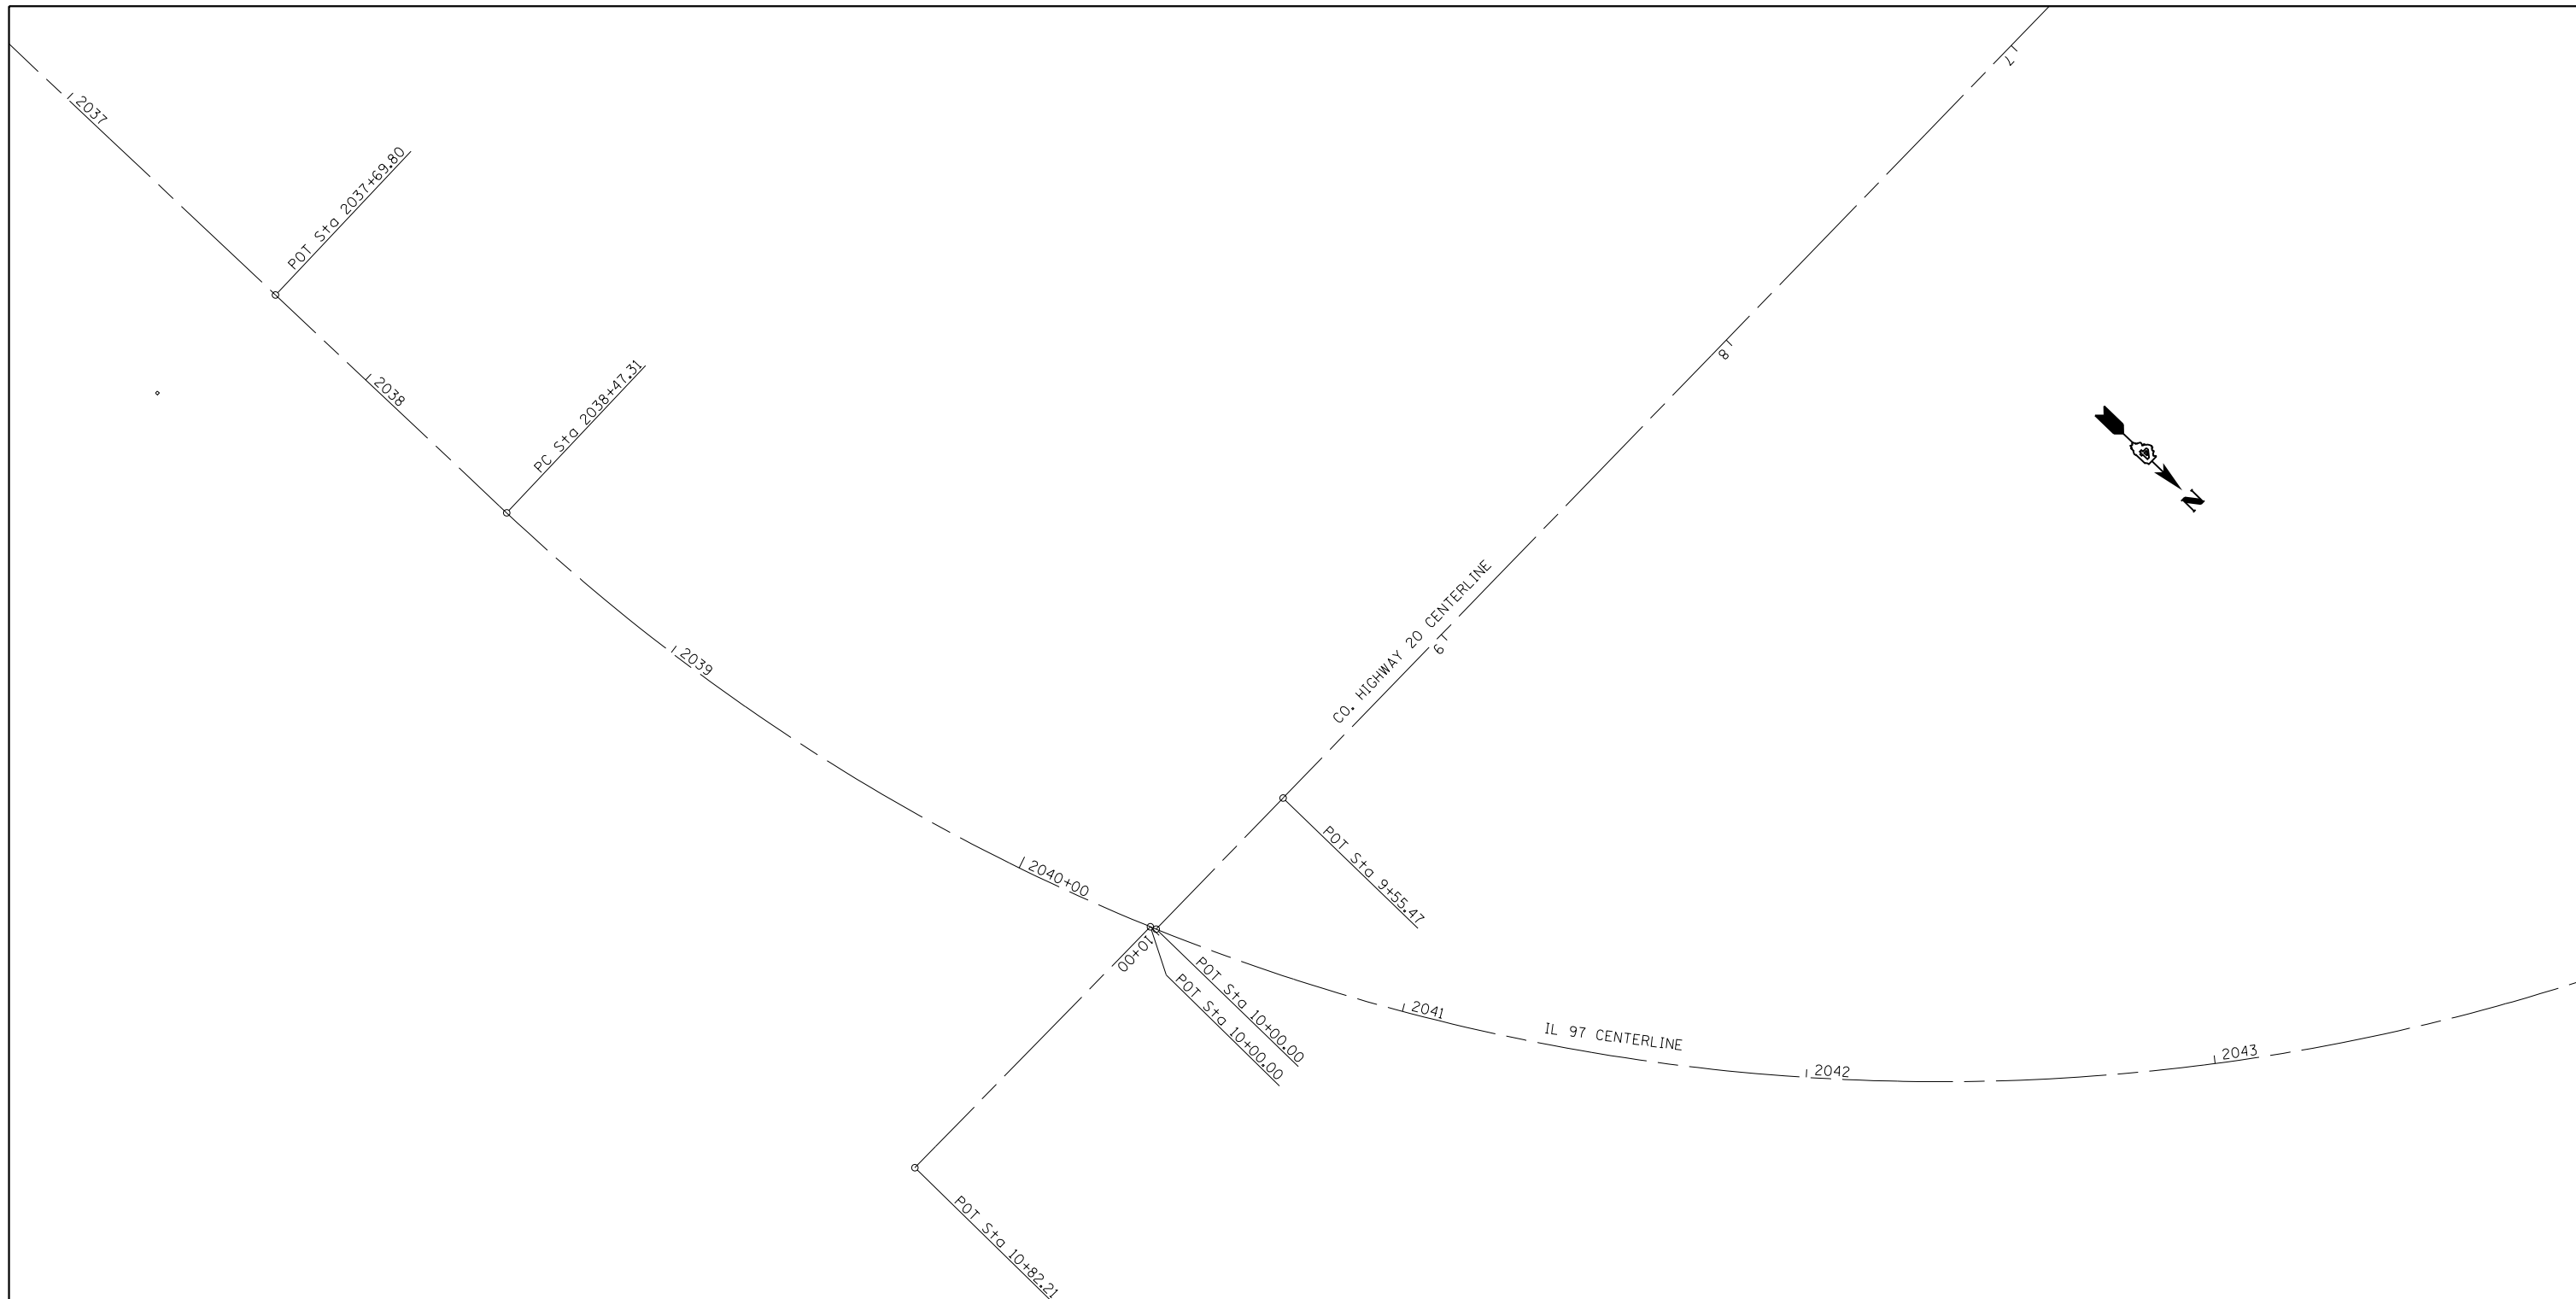 2037
POT Sta 2037+69.80
2038
PC Sta 2038+47.31
2039
2040+00
7
8
N
CO. HIGHWAY 20 CENTERLINE
9
POT Sta 9+55.47
10+00
POT Sta 10+00.00
POT Sta 10+00.00
2041
IL 97 CENTERLINE
2042
2043
POT Sta 10+82.21